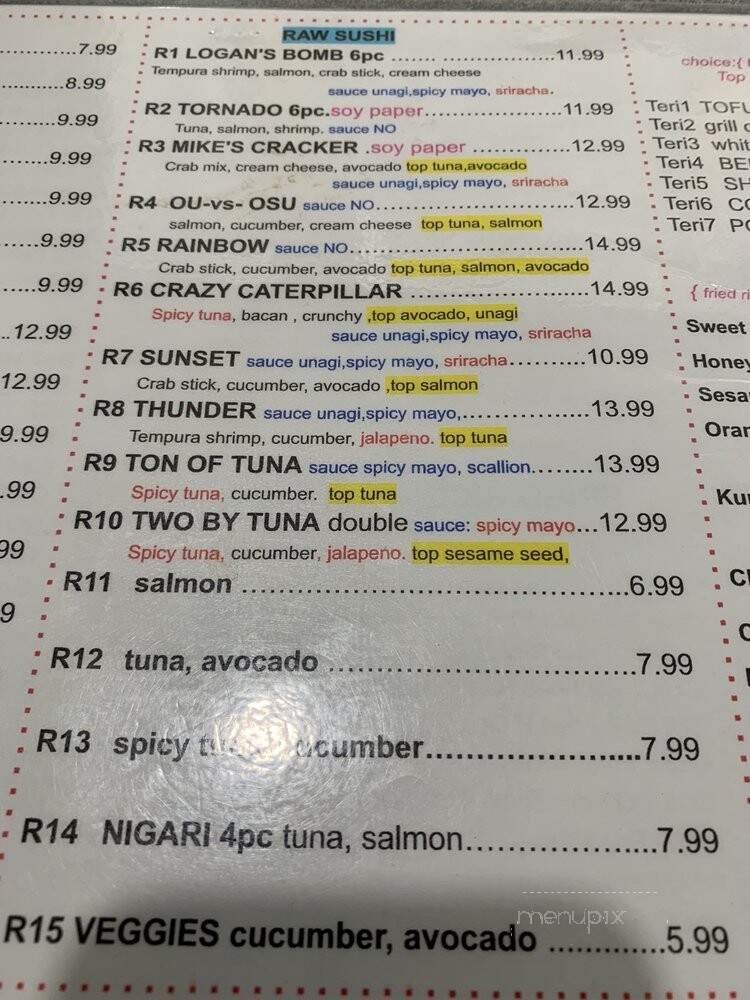 RAW SUSHI
R1 LOGAN'S BOMB 6pc ....... ......................11.99
Tempura shrimp, salmon, crab stick, cream cheese
sauce unagi,spicy mayo, sriracha.
R2 TORNADO 6pc.soy paper......................11.99
Tuna, salmon, shrimp. sauce NO
R3 MIKE'S CRACKER .soy paper ................12.99
Crab mix, cream cheese, avocado top tuna,avocado
sauce unagi,spicy mayo, sriracha
R4 OU-vs- OSU sauce NO..............................12.99
salmon, cucumber, cream cheese top tuna, salmon
R5 RAINBOW sauce NO..................................14.99
Crab stick, cucumber, avocado top tuna, salmon, avocado
R6 CRAZY CATERPILLAR .........................14.99
Spicy tuna, bacan , crunchy ,top avocado, unagi
sauce unagi,spicy mayo, sriracha
R7 SUNSET sauce unagi,spicy mayo, sriracha...........10.99
Crab stick, cucumber, avocado ,top salmon
R8 THUNDER sauce unagi,spicy mayo,..................13.99
Tempura shrimp, cucumber, jalapeno. top tuna
R9 TON OF TUNA sauce spicy mayo, scallion.........13.99
Spicy tuna, cucumber. top tuna
R10 TWO BY TUNA double sauce: spicy mayo...12.99
Spicy tuna, cucumber, jalapeno. top sesame seed,
R11 salmon ............................................6.99
R12 tuna, avocado ...................................7.99
R13 spicy cucumber.........................7.99
R14 NIGARI 4pc tuna, salmon.....................7.99
R15 VEGGIES cucumber, avocado .............5.99
...........7.99
...........8.99
..........9.99
.........9.99
........9.99
.......9.99
......9.99
..12.99
12.99
9.99
.99
99
9
choice:{
Top
Teri1 TOFU
Teri2 grill
Teri3 whit
Teri4 BE
Teri5 SH
Teri6 CO
Teri7 PO
{ fried ri
Sweet
Honey
Sesa
Oran
Ku
menupix